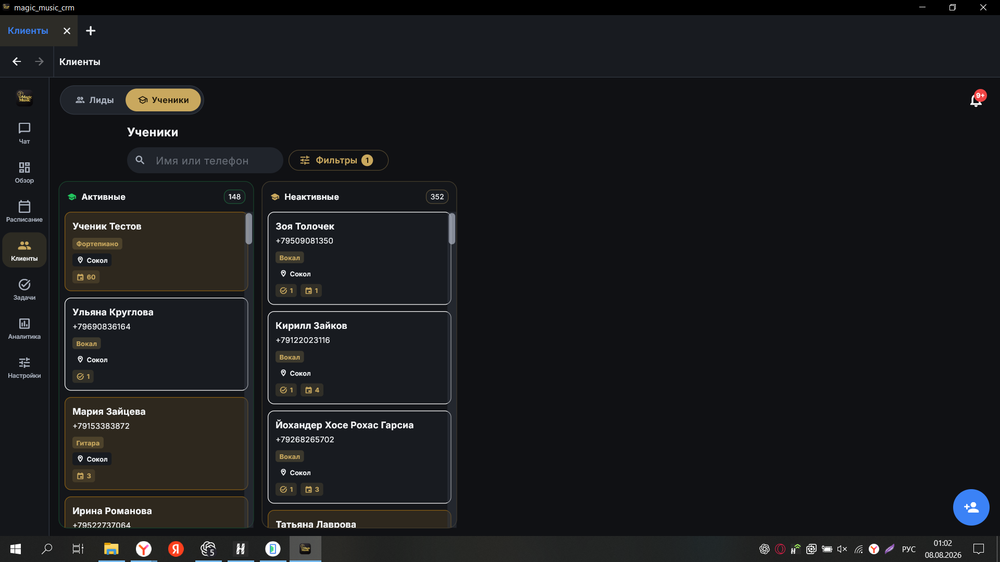 magic_music_crm
Клиенты
Клиенты
Magic Music
Чат
Обзор
Расписание
Клиенты
Задачи
Аналитика
Настройки
Лиды
Ученики
9+
Ученики
Имя или телефон
Фильтры 1
Активные 148
Ученик Тестов
Фортепиано
Сокол
60
Ульяна Круглова
+79690836164
Вокал
Сокол
1
Мария Зайцева
+79153383872
Гитара
Сокол
3
Ирина Романова
+79522737064
Неактивные 352
Зоя Толочек
+79509081350
Вокал
Сокол
1 1
Кирилл Зайков
+79122023116
Вокал
Сокол
1 4
Йохандер Хосе Рохас Гарсиа
+79268265702
Вокал
Сокол
1 3
Татьяна Лаврова
РУС
01:02
08.08.2026